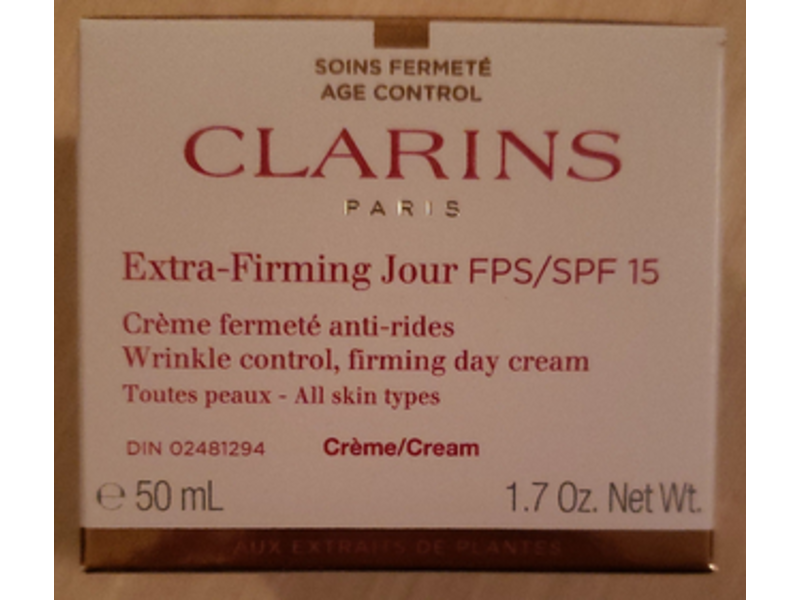 SOINS FERMETÉ
AGE CONTROL
CLARINS
PARIS
Extra-Firming Jour FPS/SPF 15
Crème fermeté anti-rides
Wrinkle control, firming day cream
Toutes peaux - All skin types
DIN 02481294 Crème/Cream
℮ 50 mL 1.7 Oz. Net Wt.
AUX EXTRAITS DE PLANTES